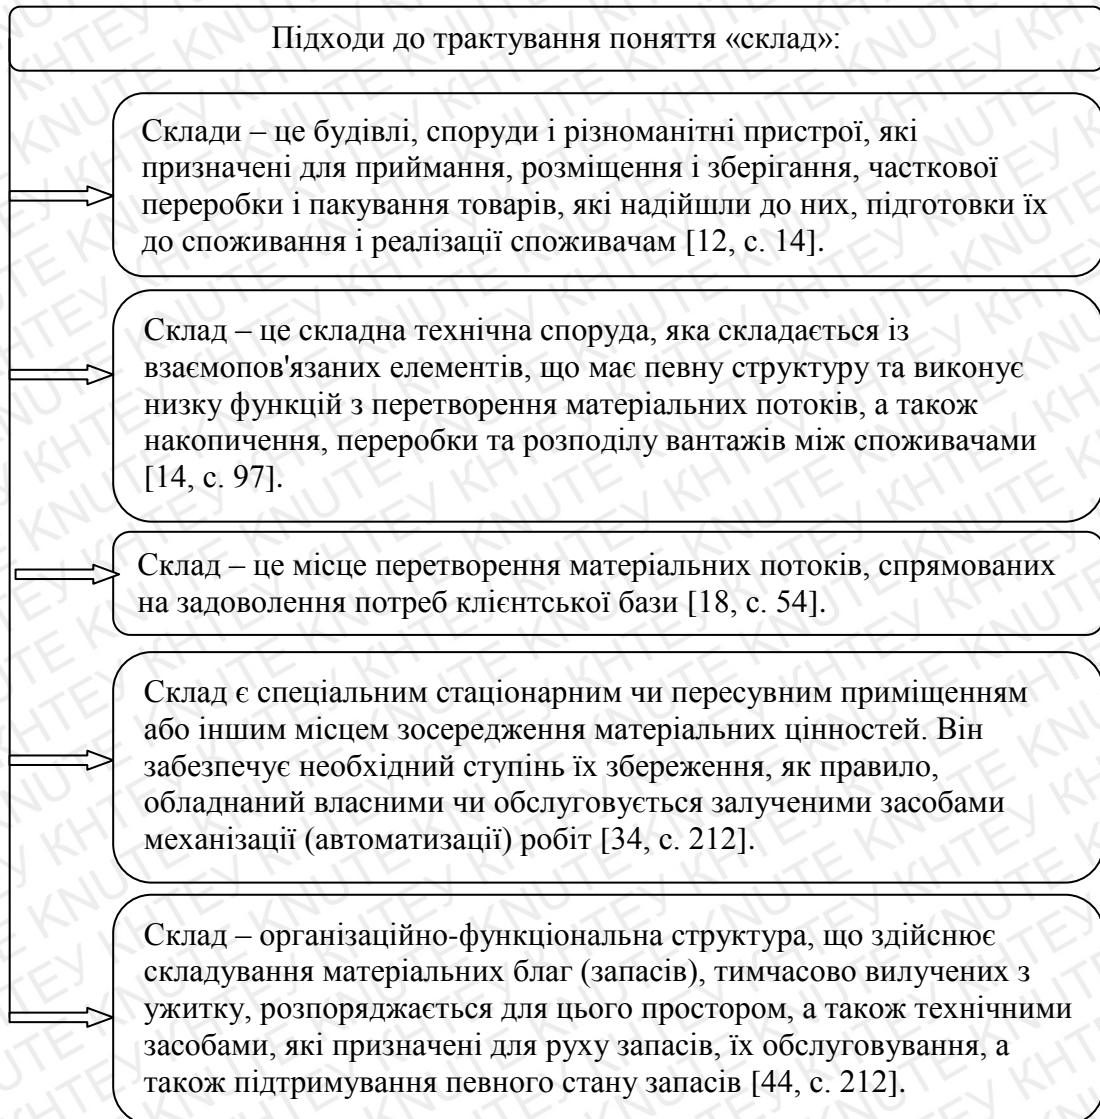 Підходи до трактування поняття «склад»:
Склади – це будівлі, споруди і різноманітні пристрої, які
призначені для приймання, розміщення і зберігання, часткової
переробки і пакування товарів, які надійшли до них, підготовки їх
до споживання і реалізації споживачам [12, с. 14].
Склад – це складна технічна споруда, яка складається із
взаємопов'язаних елементів, що має певну структуру та виконує
низку функцій з перетворення матеріальних потоків, а також
накопичення, переробки та розподілу вантажів між споживачами
[14, с. 97].
Склад – це місце перетворення матеріальних потоків, спрямованих
на задоволення потреб клієнтської бази [18, с. 54].
Склад є спеціальним стаціонарним чи пересувним приміщенням
або іншим місцем зосередження матеріальних цінностей. Він
забезпечує необхідний ступінь їх збереження, як правило,
обладнаний власними чи обслуговується залученими засобами
механізації (автоматизації) робіт [34, с. 212].
Склад – організаційно-функціональна структура, що здійснює
складування матеріальних благ (запасів), тимчасово вилучених з
ужитку, розпоряджається для цього простором, а також технічними
засобами, які призначені для руху запасів, їх обслуговування, а
також підтримування певного стану запасів [44, с. 212].